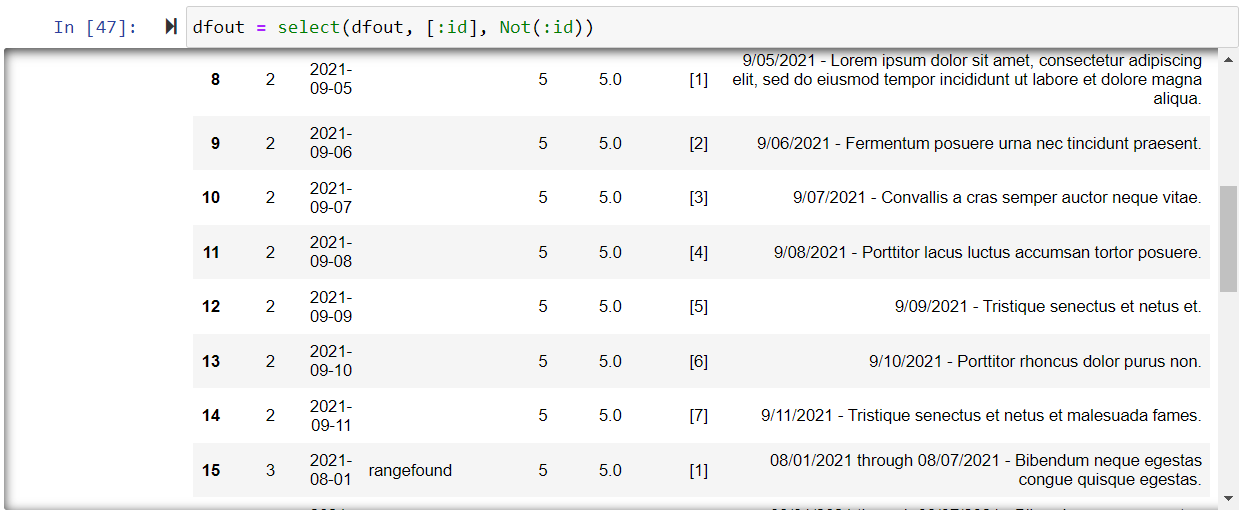 In [47]: dfout = select(dfout, [:id], Not(:id))
9/05/2021 - Lorem ipsum dolor sit amet, consectetur adipiscing
8 2 2021-09-05 5 5.0 [1] elit, sed do eiusmod tempor incididunt ut labore et dolore magna
aliqua.
9 2 2021-09-06 5 5.0 [2] 9/06/2021 - Fermentum posuere urna nec tincidunt praesent.
10 2 2021-09-07 5 5.0 [3] 9/07/2021 - Convallis a cras semper auctor neque vitae.
11 2 2021-09-08 5 5.0 [4] 9/08/2021 - Porttitor lacus luctus accumsan tortor posuere.
12 2 2021-09-09 5 5.0 [5] 9/09/2021 - Tristique senectus et netus et.
13 2 2021-09-10 5 5.0 [6] 9/10/2021 - Porttitor rhoncus dolor purus non.
14 2 2021-09-11 5 5.0 [7] 9/11/2021 - Tristique senectus et netus et malesuada fames.
15 3 2021-08-01 rangefound 5 5.0 [1] 08/01/2021 through 08/07/2021 - Bibendum neque egestas
congue quisque egestas.